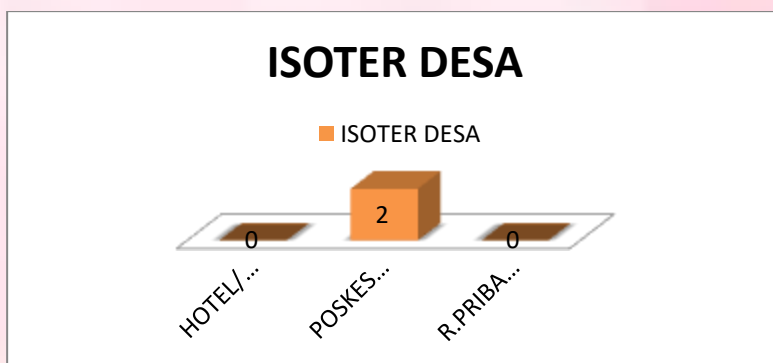 ISOTER DESA
ISOTER DESA
2
0
0
HOTEL/...
POSKES...
R.PRIBA...